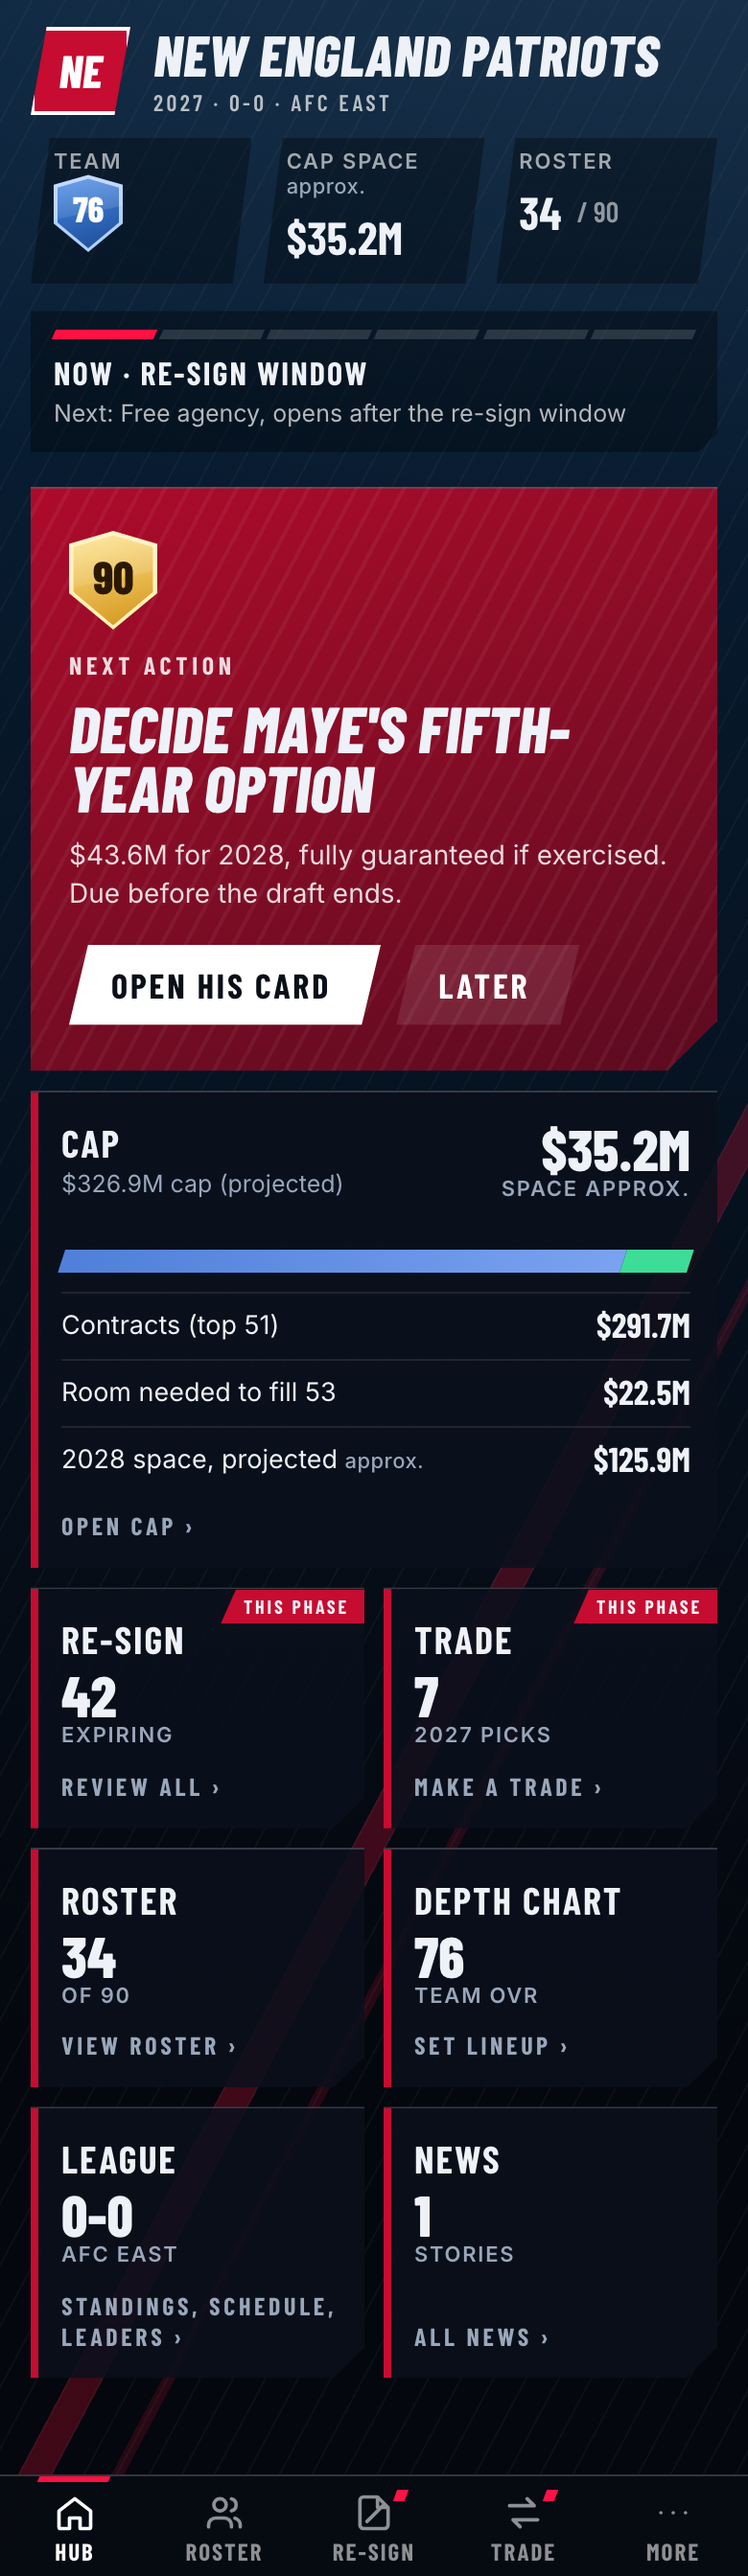 NE
NEW ENGLAND PATRIOTS
2027 · 0-0 · AFC EAST
TEAM
76
CAP SPACE
approx.
$35.2M
ROSTER
34 / 90
NOW · RE-SIGN WINDOW
Next: Free agency, opens after the re-sign window
90
NEXT ACTION
DECIDE MAYE'S FIFTH-
YEAR OPTION
$43.6M for 2028, fully guaranteed if exercised.
Due before the draft ends.
OPEN HIS CARD
LATER
CAP
$326.9M cap (projected)
$35.2M
SPACE APPROX.
Contracts (top 51) $291.7M
Room needed to fill 53 $22.5M
2028 space, projected approx. $125.9M
OPEN CAP ›
THIS PHASE
RE-SIGN
42
EXPIRING
REVIEW ALL ›
THIS PHASE
TRADE
7
2027 PICKS
MAKE A TRADE ›
ROSTER
34
OF 90
VIEW ROSTER ›
DEPTH CHART
76
TEAM OVR
SET LINEUP ›
LEAGUE
0-0
AFC EAST
STANDINGS, SCHEDULE,
LEADERS ›
NEWS
1
STORIES
ALL NEWS ›
HUB
ROSTER
RE-SIGN
TRADE
MORE